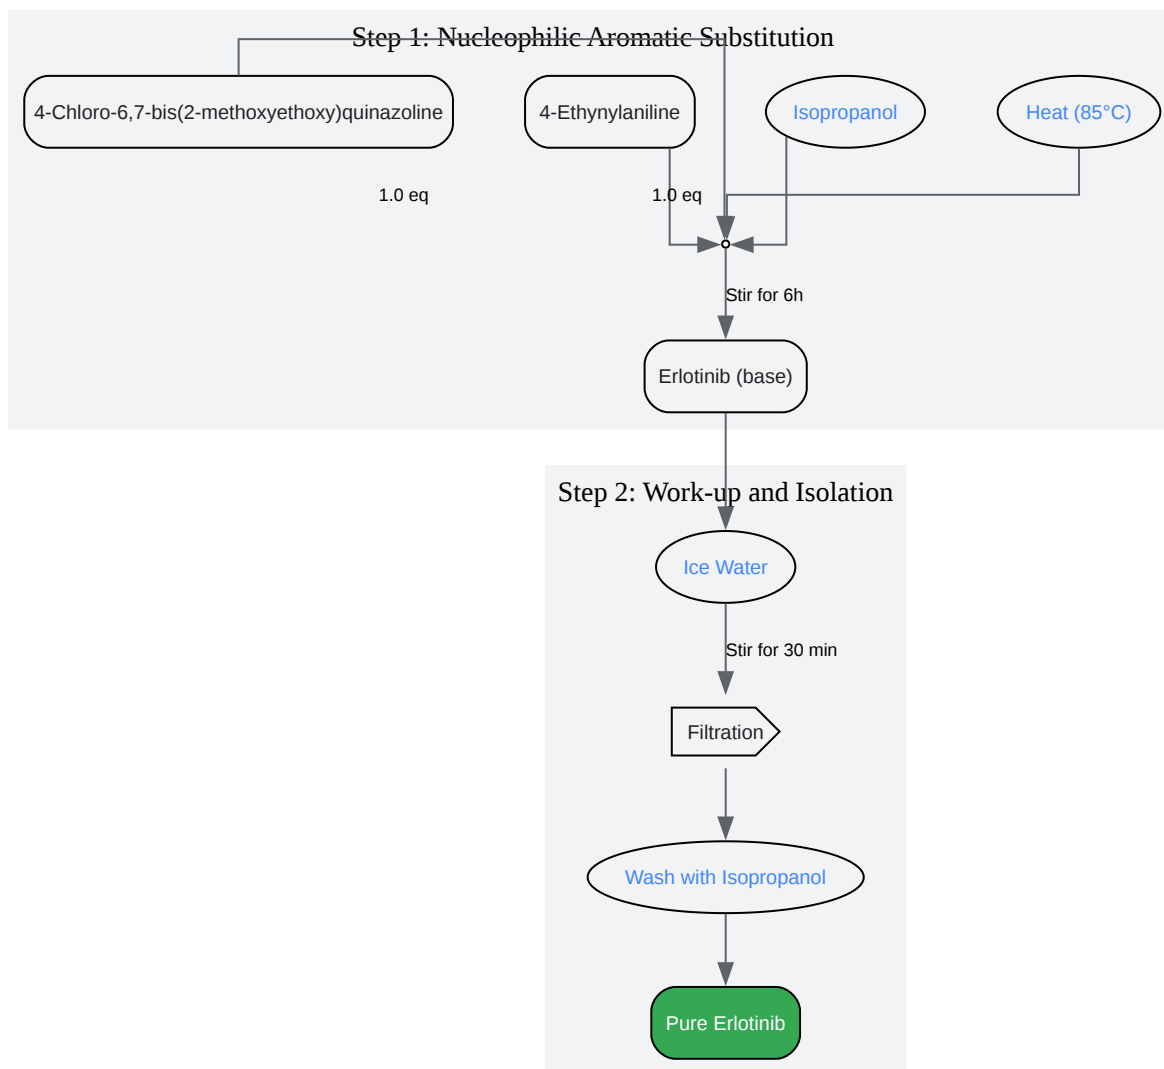 Step 1: Nucleophilic Aromatic Substitution
4-Chloro-6,7-bis(2-methoxyethoxy)quinazoline
4-Ethynylaniline
Isopropanol
Heat (85°C)
1.0 eq
1.0 eq
Stir for 6h
Erlotinib (base)
Step 2: Work-up and Isolation
Ice Water
Stir for 30 min
Filtration
Wash with Isopropanol
Pure Erlotinib